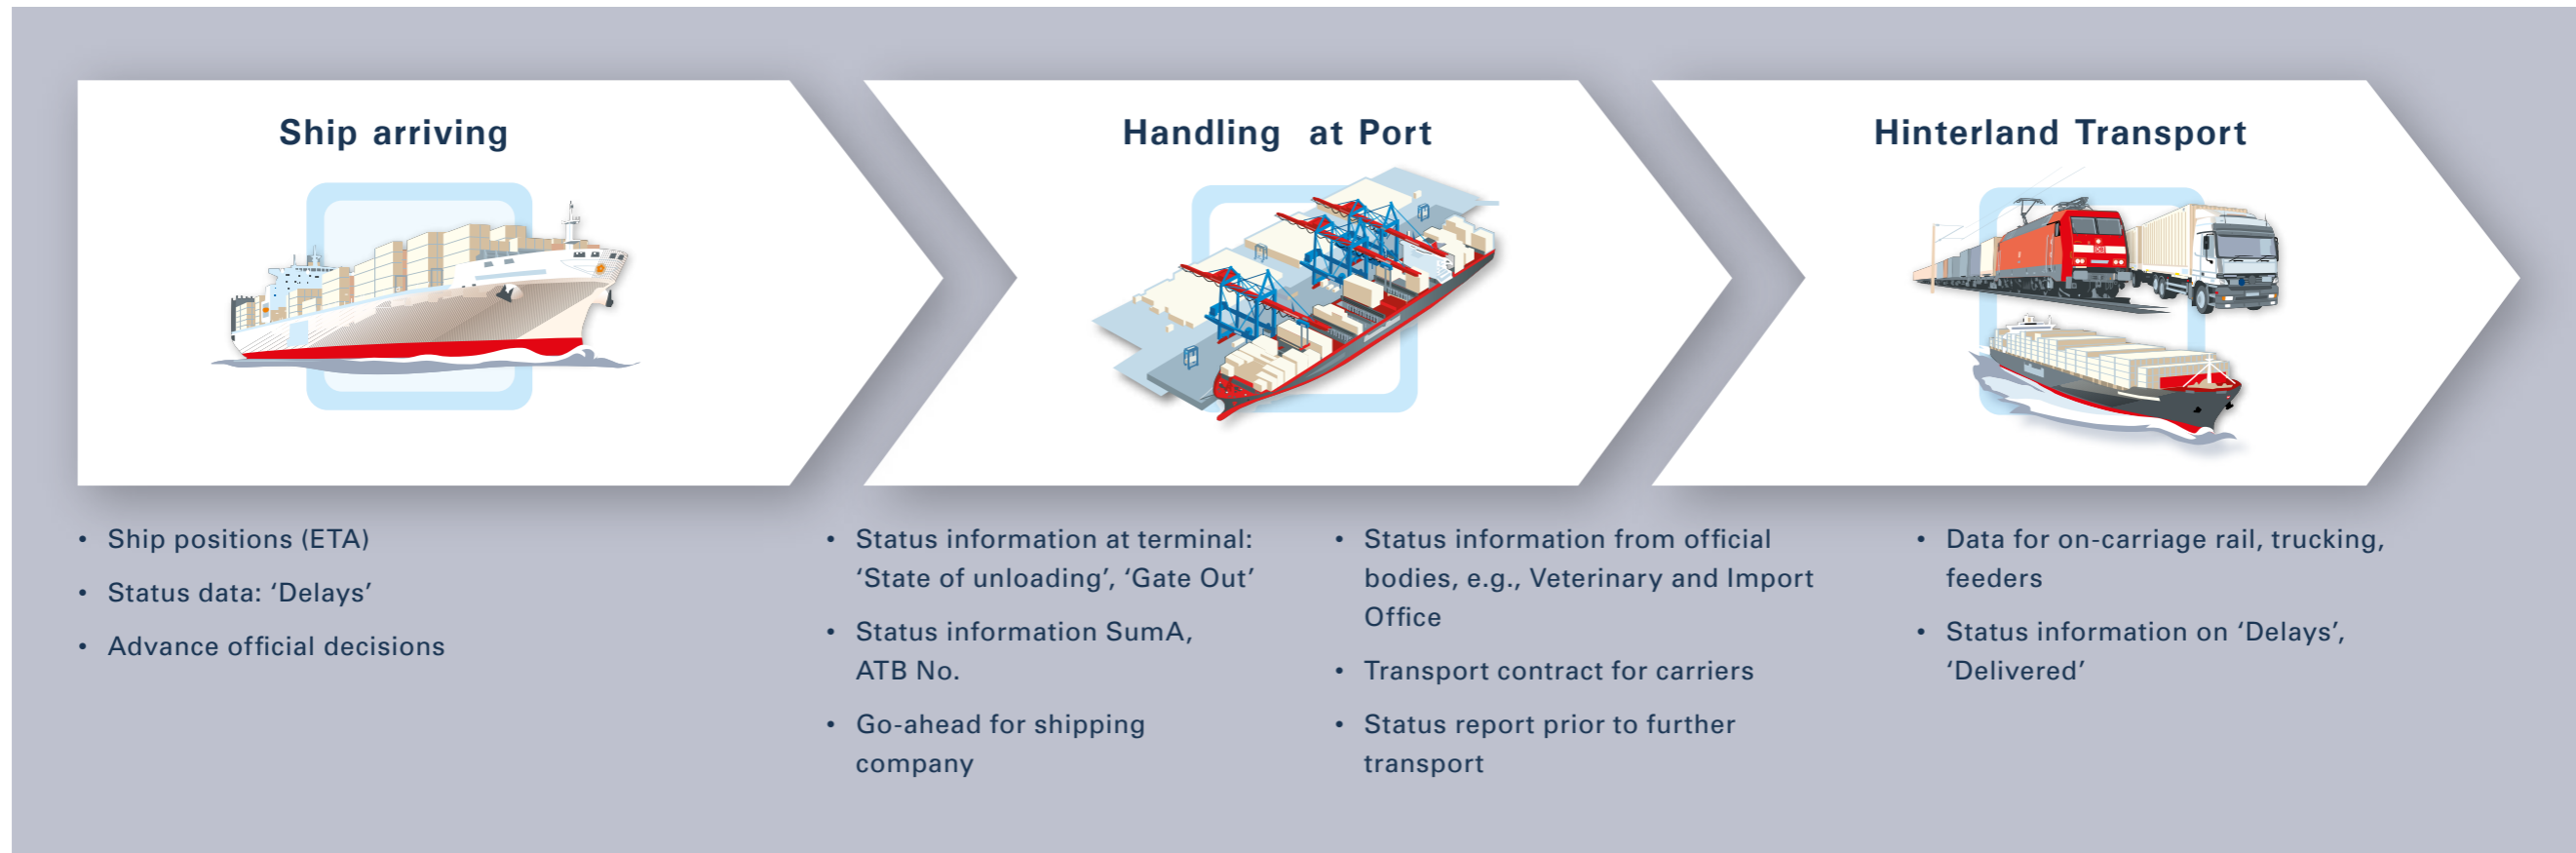 Ship arriving
Handling at Port
Hinterland Transport
• Ship positions (ETA)
• Status data: ‘Delays’
• Advance official decisions
• Status information at terminal:
‘State of unloading’, ‘Gate Out’
• Status information SumA,
ATB No.
• Go-ahead for shipping
company
• Status information from official
bodies, e.g., Veterinary and Import
Office
• Transport contract for carriers
• Status report prior to further
transport
• Data for on-carriage rail, trucking,
feeders
• Status information on ‘Delays’,
‘Delivered’